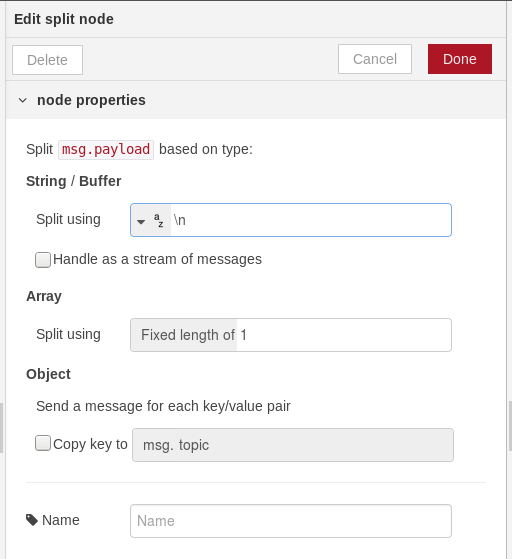 Edit split node
Delete Cancel Done
node properties
Split msg.payload based on type:
String / Buffer
Split using az \n
Handle as a stream of messages
Array
Split using Fixed length of 1
Object
Send a message for each key/value pair
Copy key to msg. topic
Name Name